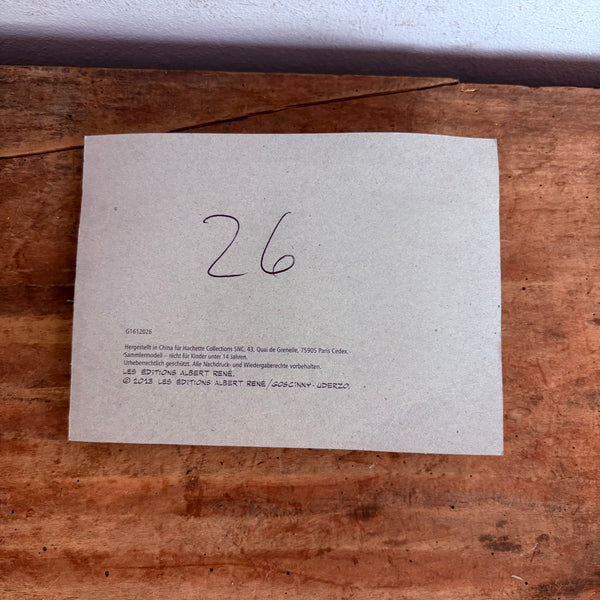 26
G1612026
Hergestellt in China für Hachette Collections SNC, 43, Quai de Grenelle, 75905 Paris Cedex.
Sammlermodell – nicht für Kinder unter 14 Jahren.
Urheberrechtlich geschützt. Alle Nachdruck- und Wiedergaberechte vorbehalten.
LES ÉDITIONS ALBERT RENÉ.
© 2013 LES ÉDITIONS ALBERT RENÉ/GOSCINNY-UDERZO.